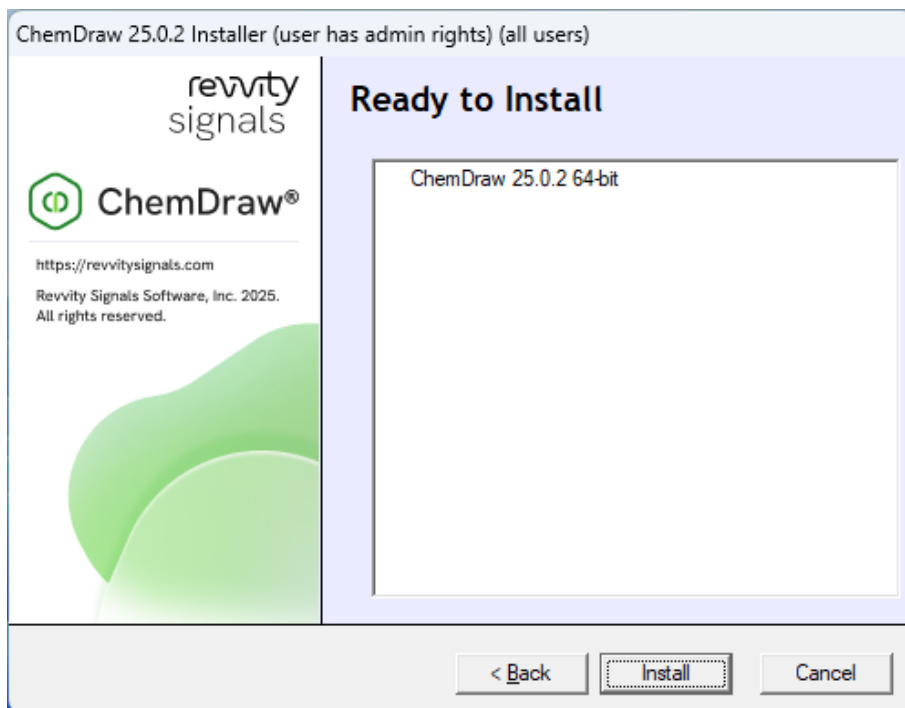 ChemDraw 25.0.2 Installer (user has admin rights) (all users)
revvity
signals
ChemDraw®
https://revvitysignals.com
Revvity Signals Software, Inc. 2025.
All rights reserved.
Ready to Install
ChemDraw 25.0.2 64-bit
< Back
Install
Cancel